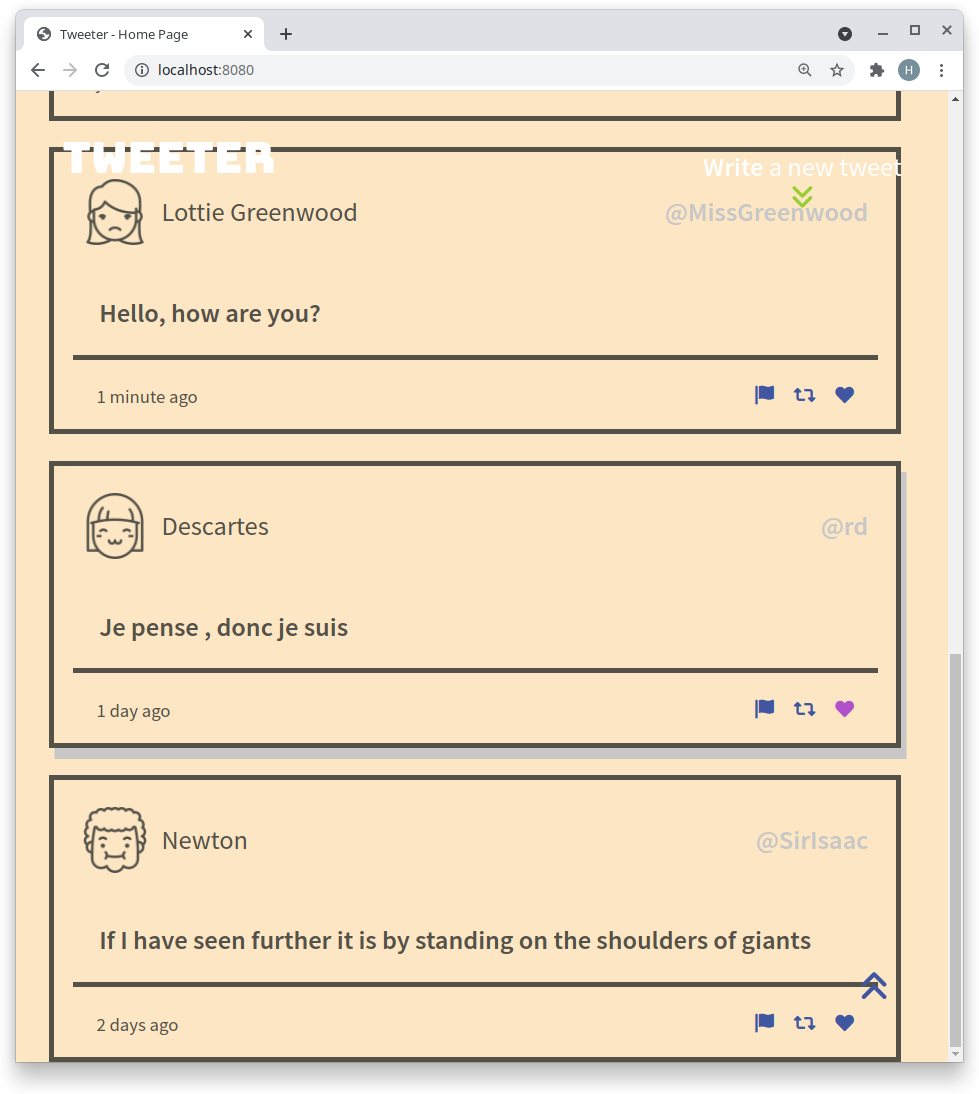 Tweeter - Home Page
localhost:8080
H
TWEETER
Write a new tweet
Lottie Greenwood
@MissGreenwood
Hello, how are you?
1 minute ago
Descartes
@rd
Je pense , donc je suis
1 day ago
Newton
@SirIsaac
If I have seen further it is by standing on the shoulders of giants
2 days ago